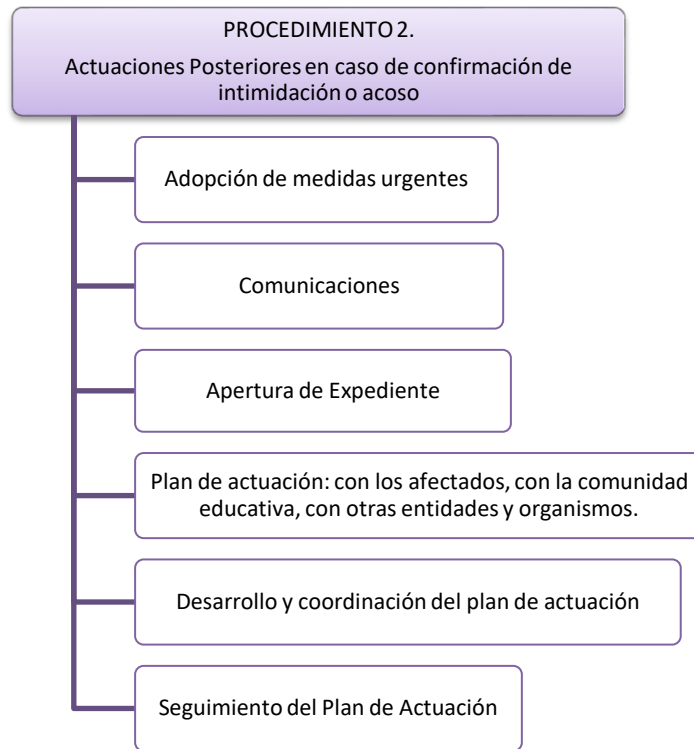 PROCEDIMIENTO 2.
Actuaciones Posteriores en caso de confirmación de
intimidación o acoso
Adopción de medidas urgentes
Comunicaciones
Apertura de Expediente
Plan de actuación: con los afectados, con la comunidad
educativa, con otras entidades y organismos.
Desarrollo y coordinación del plan de actuación
Seguimiento del Plan de Actuación